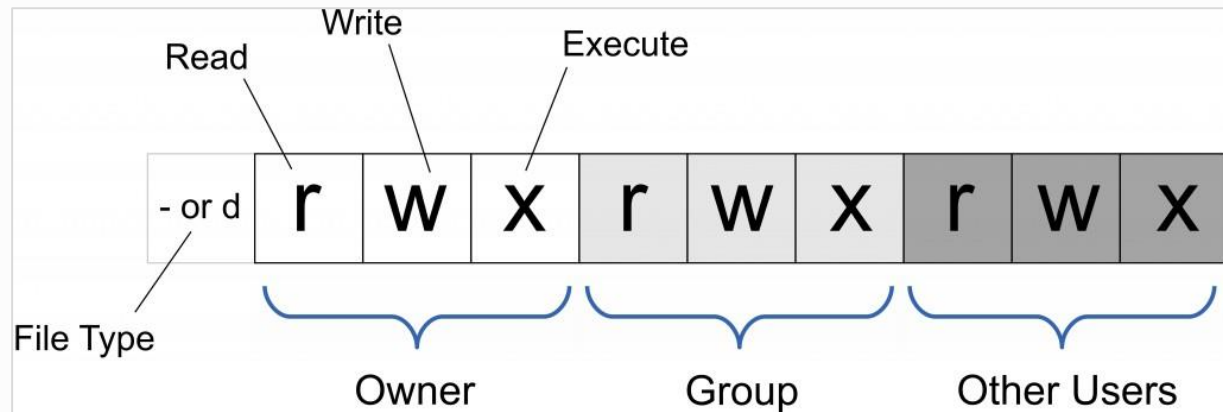 Write
Read
Execute
- or d r w x r w x r w x
File Type
Owner Group Other Users